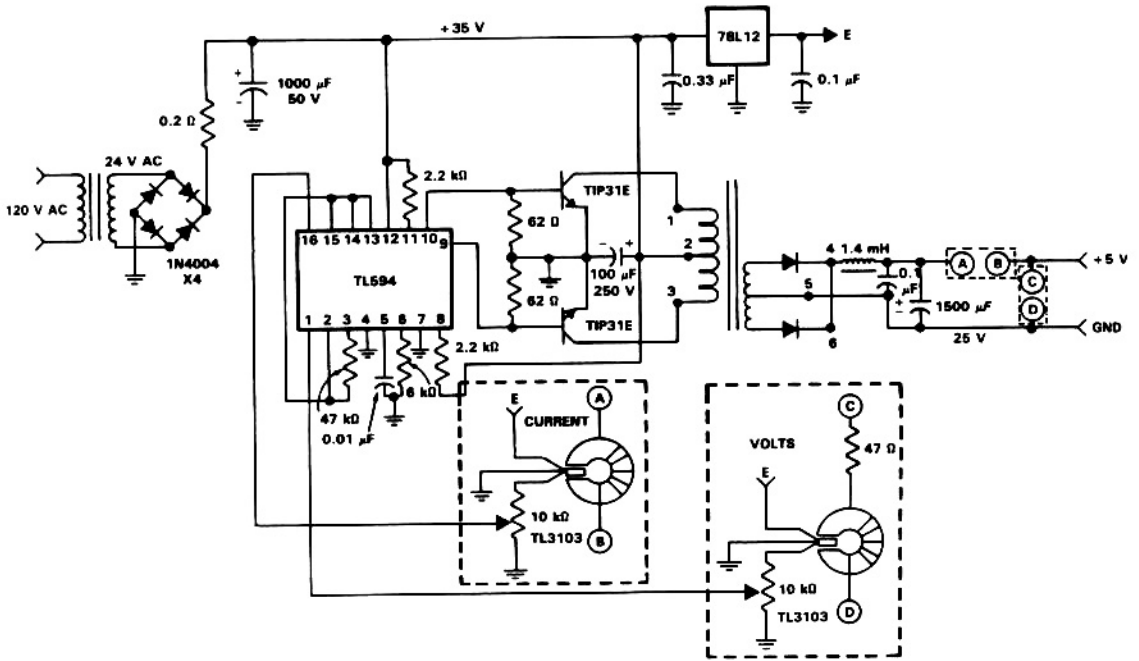 +35 V
78L12
E
+
-
1000 µF
50 V
0.33 µF
0.1 µF
0.2 Ω
24 V AC
120 V AC
1N4004
X4
2.2 kΩ
TIP31E
16 15 14 13 12 11 10 9
TL594
1 2 3 4 5 6 7 8
62 Ω
- +
100 µF
250 V
62 Ω
TIP31E
1
2
3
4 1.4 mH
5
6
0.1
µF
+
-
1500 µF
25 V
A B
C
D
+5 V
GND
2.2 kΩ
47 kΩ
6 kΩ
0.01 µF
E
CURRENT
A
10 kΩ
TL3103
B
VOLTS
E
C
47 Ω
10 kΩ
TL3103
D